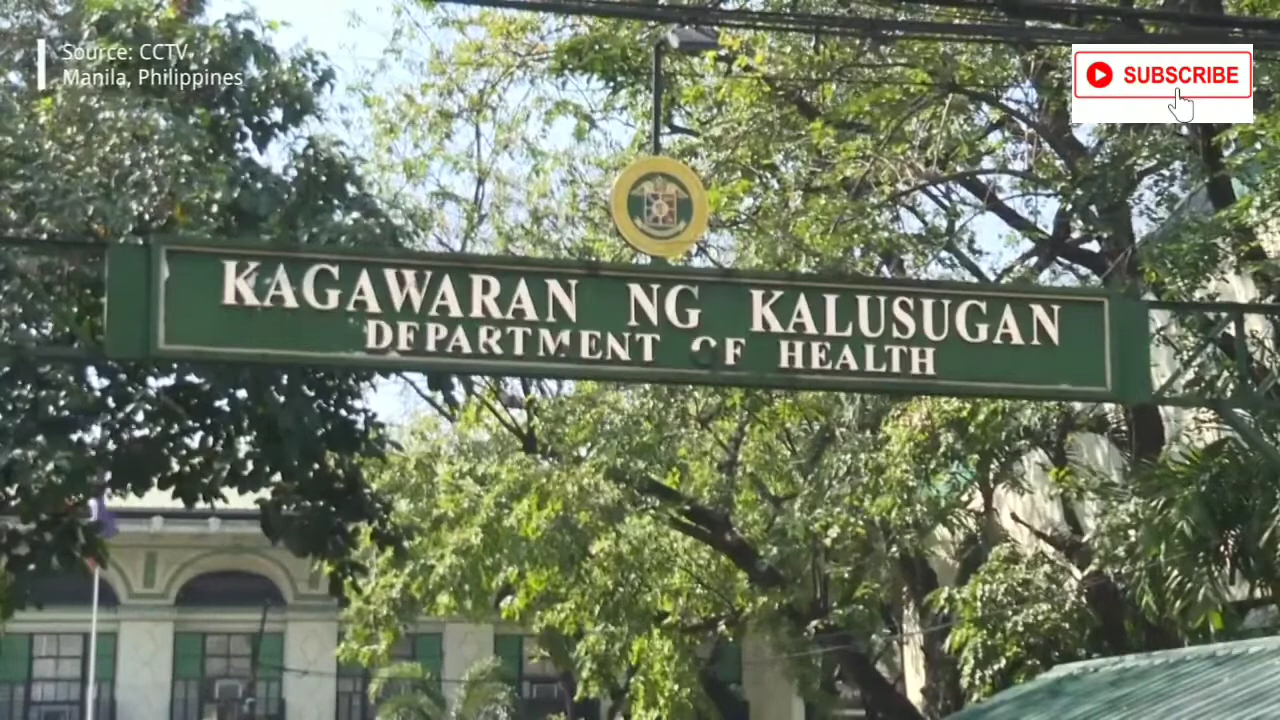 Source: CCTV
Manila, Philippines
SUBSCRIBE
KAGAWARAN NG KALUSUGAN
DEPARTMENT OF HEALTH